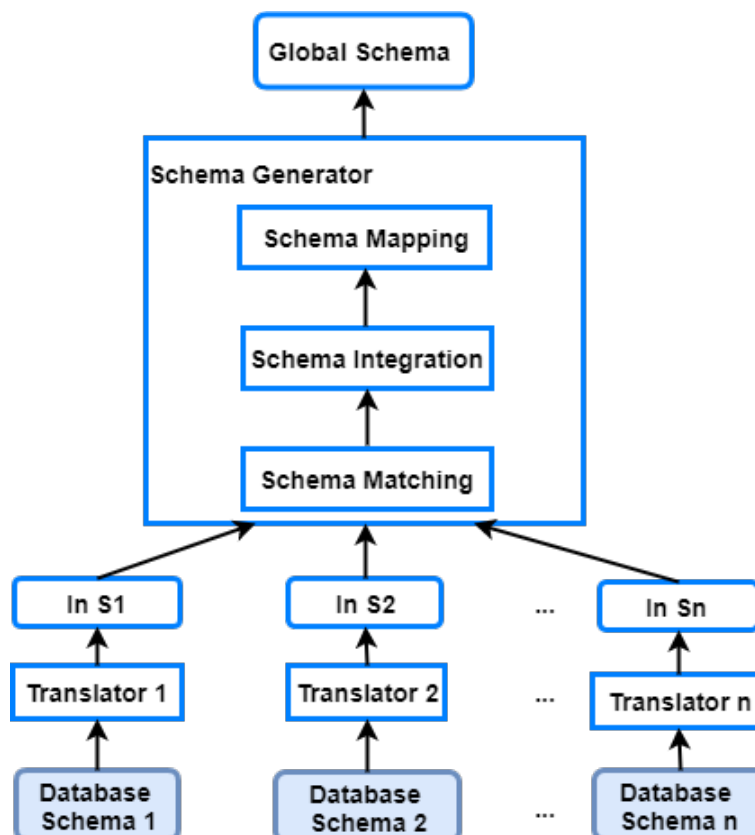 Global Schema
Schema Generator
Schema Mapping
Schema Integration
Schema Matching
In S1
In S2
...
In Sn
Translator 1
Translator 2
...
Translator n
Database
Schema 1
Database
Schema 2
...
Database
Schema n